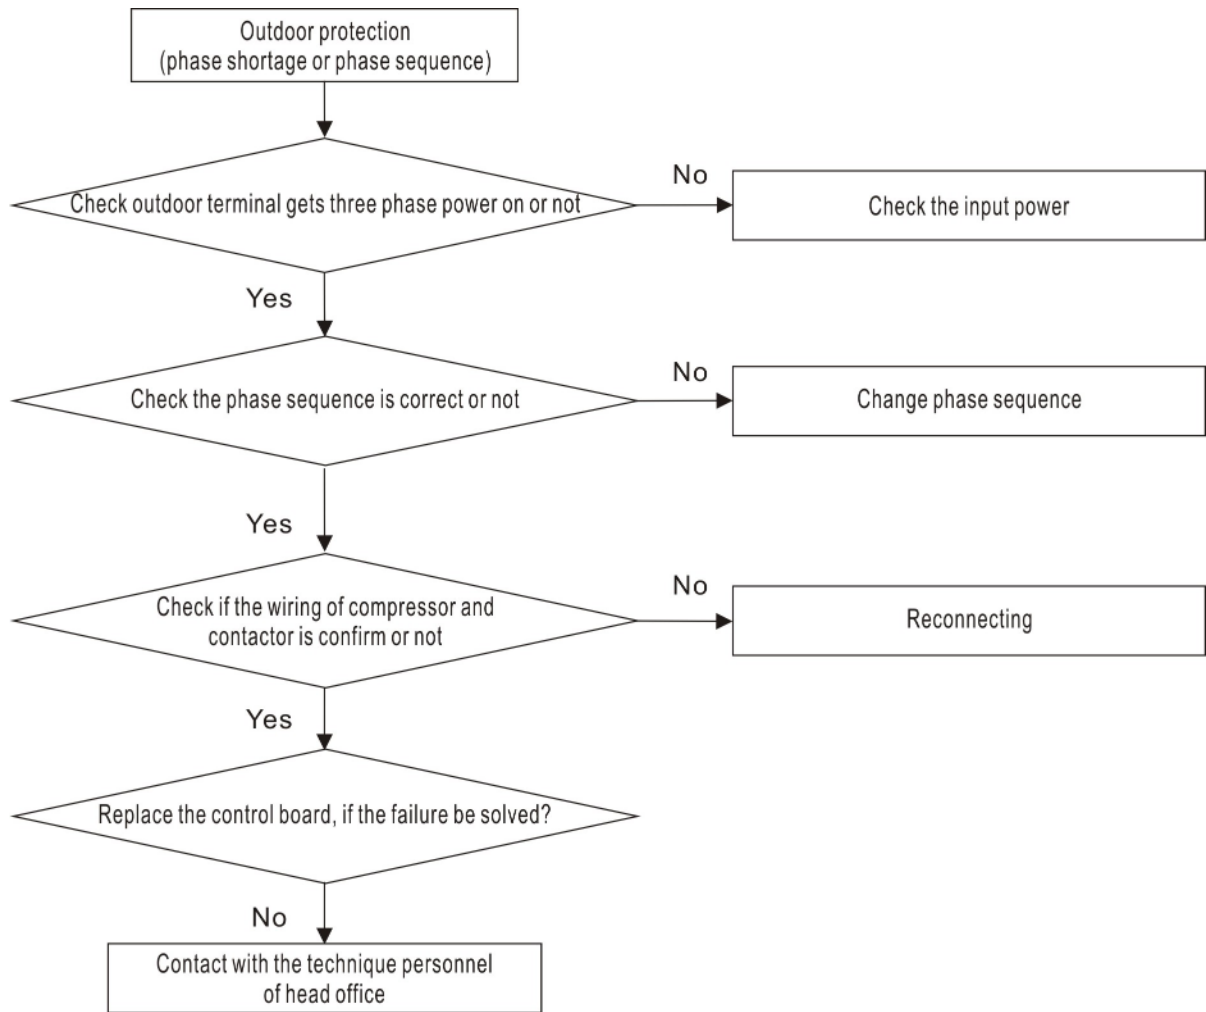 Outdoor protection
(phase shortage or phase sequence)
Check outdoor terminal gets three phase power on or not
No
Check the input power
Yes
Check the phase sequence is correct or not
No
Change phase sequence
Yes
Check if the wiring of compressor and
contactor is confirm or not
No
Reconnecting
Yes
Replace the control board, if the failure be solved?
No
Contact with the technique personnel
of head office